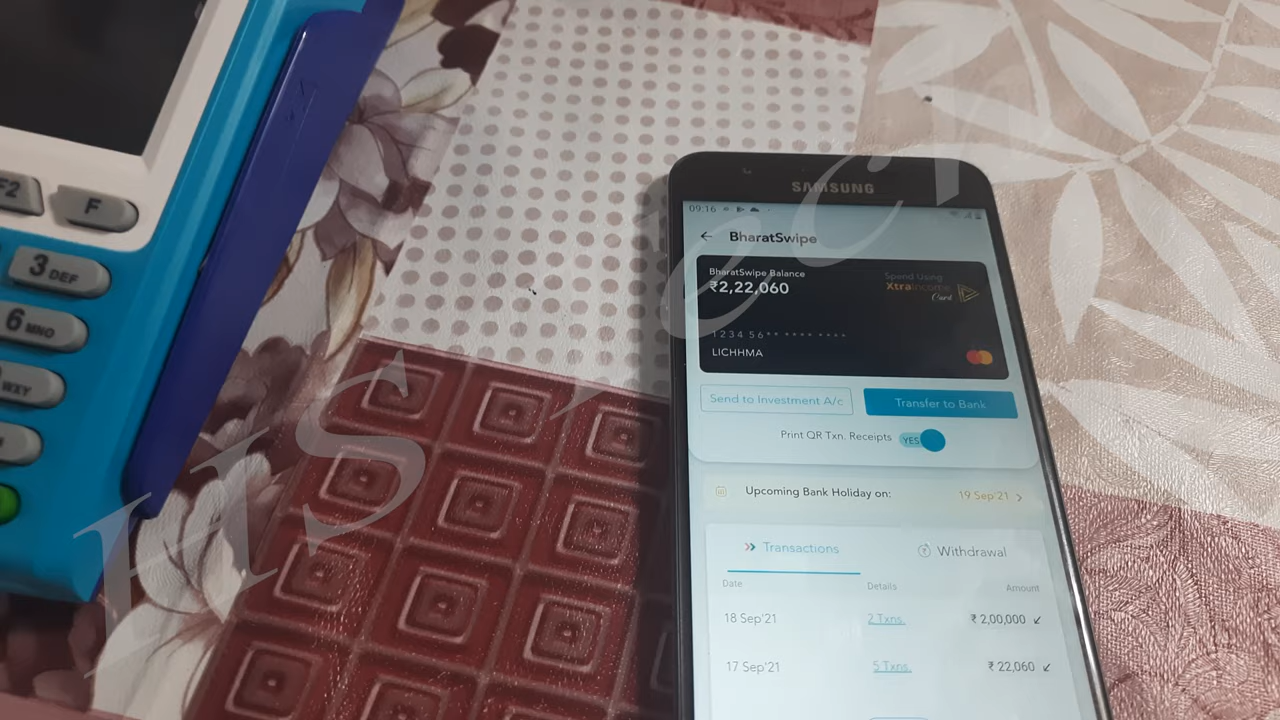 F2
F
3 DEF
6 MNO
WXY
SAMSUNG
09:16
← BharatSwipe
BharatSwipe Balance
₹2,22,060
Spend Using
XtraIncome
Card
1234 56** **** ****
LICHHMA
Send to Investment A/c
Transfer to Bank
Print QR Txn. Receipts YES
Upcoming Bank Holiday on: 19 Sep'21 >
Transactions
Withdrawal
Date Details Amount
18 Sep'21 2 Txns. ₹ 2,00,000 ↙
17 Sep'21 5 Txns. ₹ 22,060 ↙